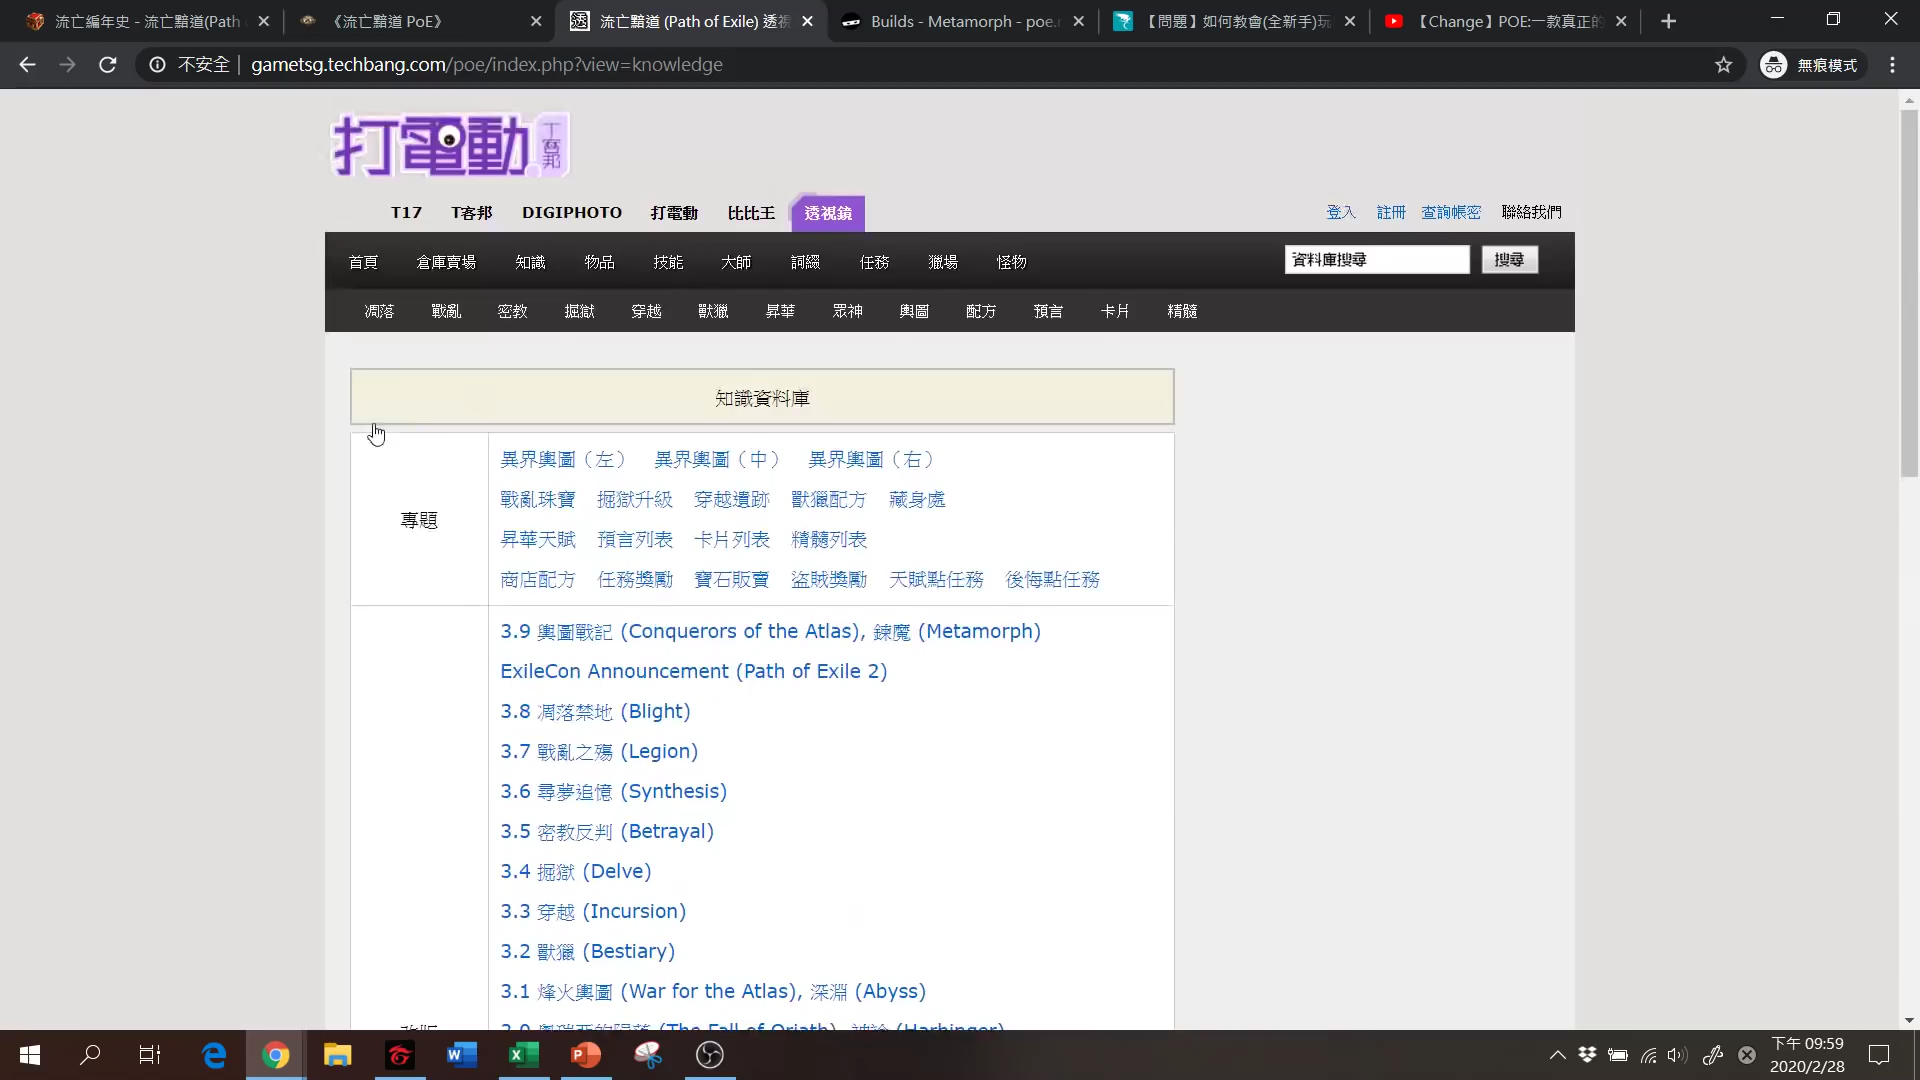 流亡編年史 - 流亡黯道(Path
《流亡黯道 PoE》
流亡黯道 (Path of Exile) 透視
Builds - Metamorph - poe.
【問題】如何教會(全新手)玩
【Change】POE:一款真正的
不安全 | gametsg.techbang.com/poe/index.php?view=knowledge
無痕模式
打電動 T客邦
T17 T客邦 DIGIPHOTO 打電動 比比王 透視鏡 登入 註冊 查詢帳密 聯絡我們
首頁 倉庫賣場 知識 物品 技能 大師 詞綴 任務 獵場 怪物 資料庫搜尋 搜尋
凋落 戰亂 密教 掘獄 穿越 獸獵 昇華 眾神 輿圖 配方 預言 卡片 精髓
知識資料庫
專題
異界輿圖（左） 異界輿圖（中） 異界輿圖（右）
戰亂珠寶 掘獄升級 穿越遺跡 獸獵配方 藏身處
昇華天賦 預言列表 卡片列表 精髓列表
商店配方 任務獎勵 寶石販賣 盜賊獎勵 天賦點任務 後悔點任務
3.9 輿圖戰記 (Conquerors of the Atlas), 鍊魔 (Metamorph)
ExileCon Announcement (Path of Exile 2)
3.8 凋落禁地 (Blight)
3.7 戰亂之殤 (Legion)
3.6 尋夢追憶 (Synthesis)
3.5 密教反判 (Betrayal)
3.4 掘獄 (Delve)
3.3 穿越 (Incursion)
3.2 獸獵 (Bestiary)
3.1 烽火輿圖 (War for the Atlas), 深淵 (Abyss)
3.0 奧瑞亞的隕落 (The Fall of Oriath), (Harbinger)
下午 09:59
2020/2/28